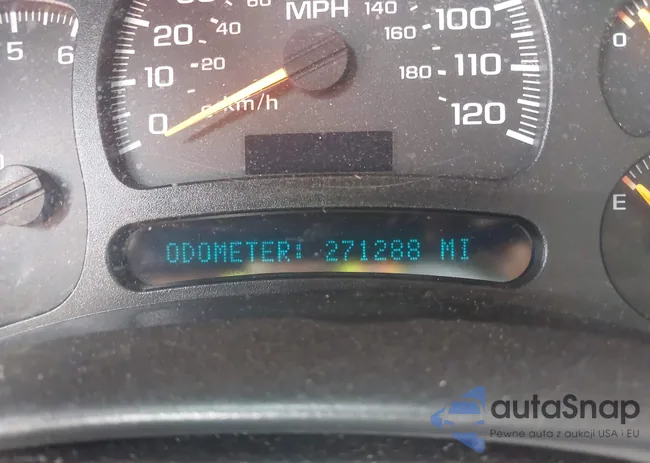 MPH
5 6
0 10 20 100 110 120
20 40 60 140 160 180
km/h
0
E
ODOMETER: 271288 MI
autaSnap
Pewne auta z aukcji USA i EU